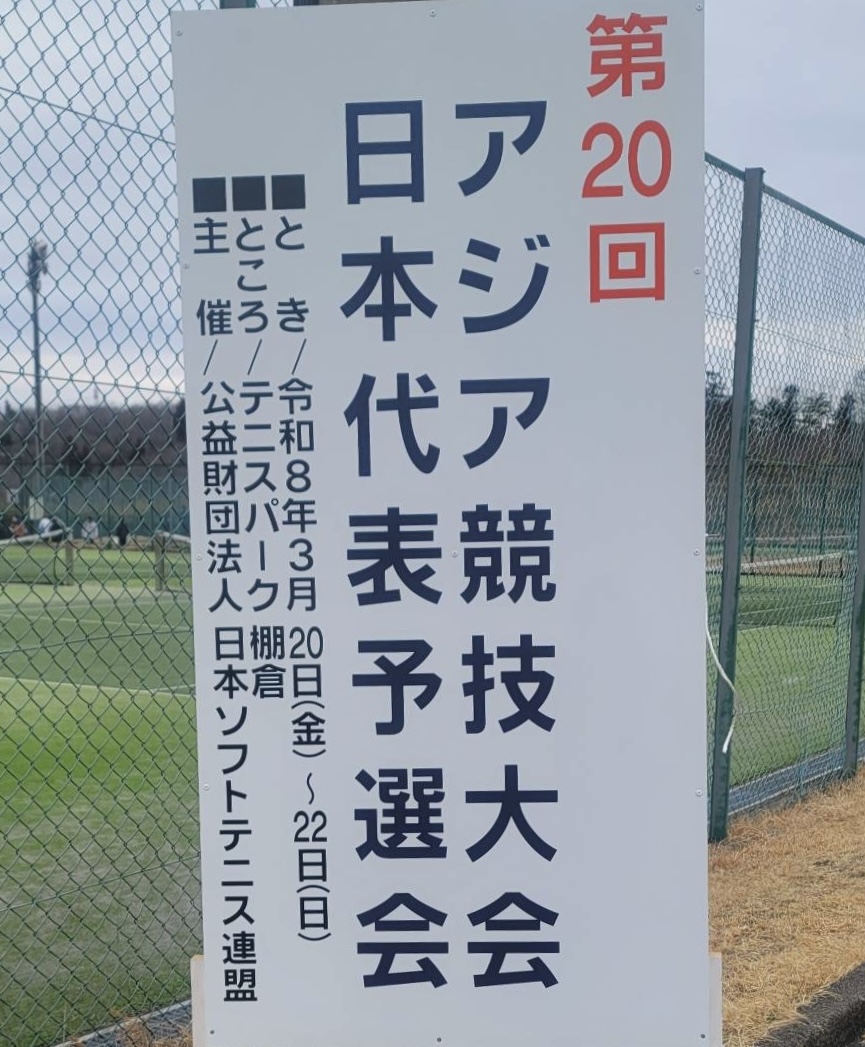 第20回
アジア競技大会
日本代表予選会
■とき/令和8年3月20日(金)～22日(日)
■ところ/テニスパーク棚倉
■主催/公益財団法人 日本ソフトテニス連盟